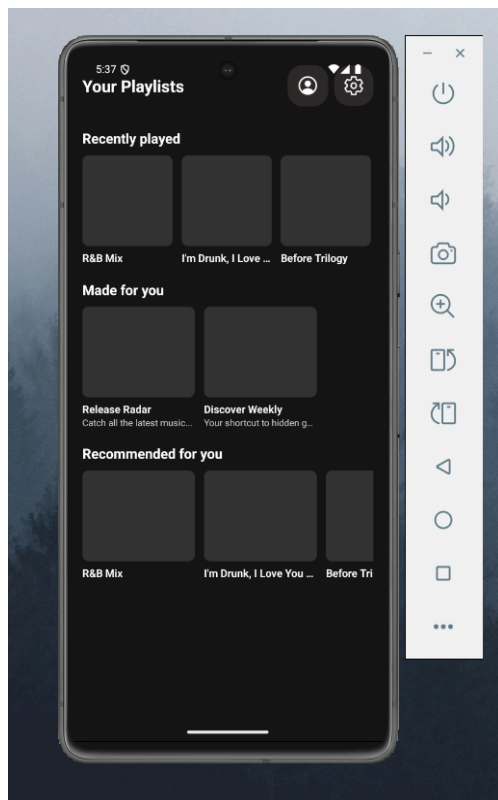 5:37
Your Playlists
Recently played
R&B Mix
I'm Drunk, I Love ...
Before Trilogy
Made for you
Release Radar
Discover Weekly
Catch all the latest music...
Your shortcut to hidden g...
Recommended for you
R&B Mix
I'm Drunk, I Love You ...
Before Tri